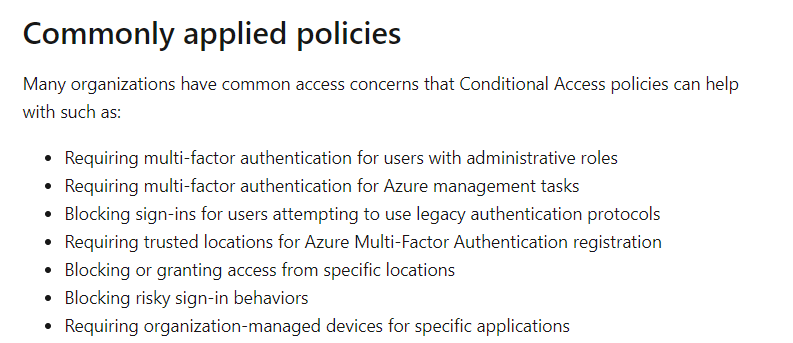 Commonly applied policies
Many organizations have common access concerns that Conditional Access policies can help
with such as:
• Requiring multi-factor authentication for users with administrative roles
• Requiring multi-factor authentication for Azure management tasks
• Blocking sign-ins for users attempting to use legacy authentication protocols
• Requiring trusted locations for Azure Multi-Factor Authentication registration
• Blocking or granting access from specific locations
• Blocking risky sign-in behaviors
• Requiring organization-managed devices for specific applications